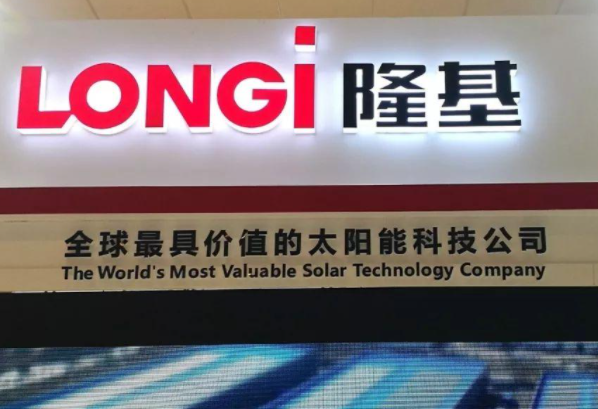 LONGi 隆基
全球最具价值的太阳能科技公司
The World's Most Valuable Solar Technology Company